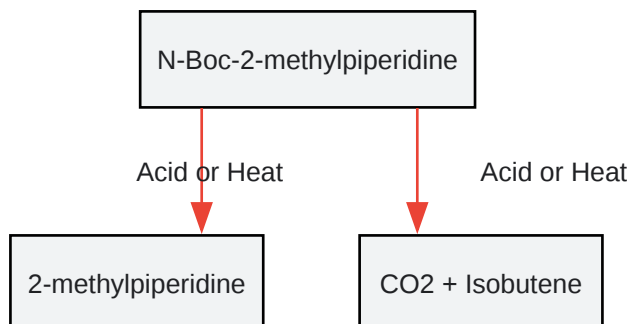 N-Boc-2-methylpiperidine
Acid or Heat
Acid or Heat
2-methylpiperidine
CO2 + Isobutene